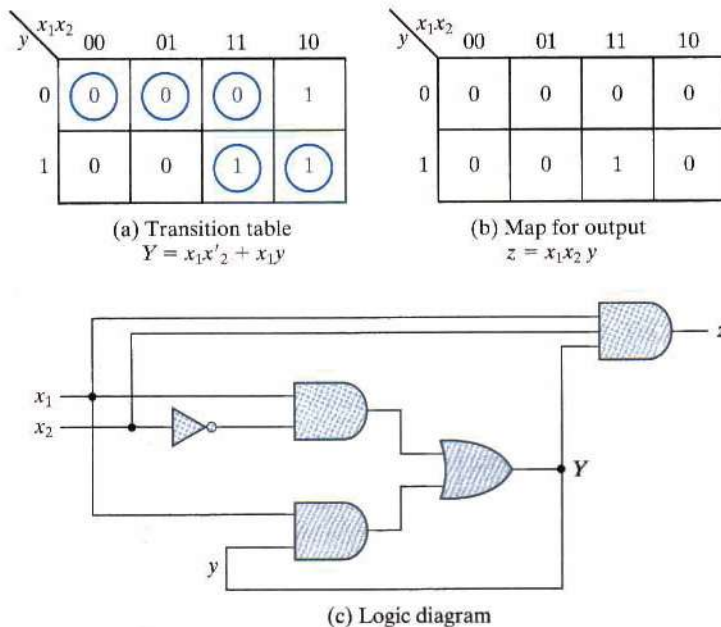 x₁x₂ x₁x₂
y 00 01 11 10 y 00 01 11 10
0 0 0 0 1 0 0 0 0 0
1 0 0 1 1 1 0 0 1 0
(a) Transition table (b) Map for output
Y = x₁x'₂ + x₁y z = x₁x₂ y
z
x₁
x₂
Y
y
(c) Logic diagram